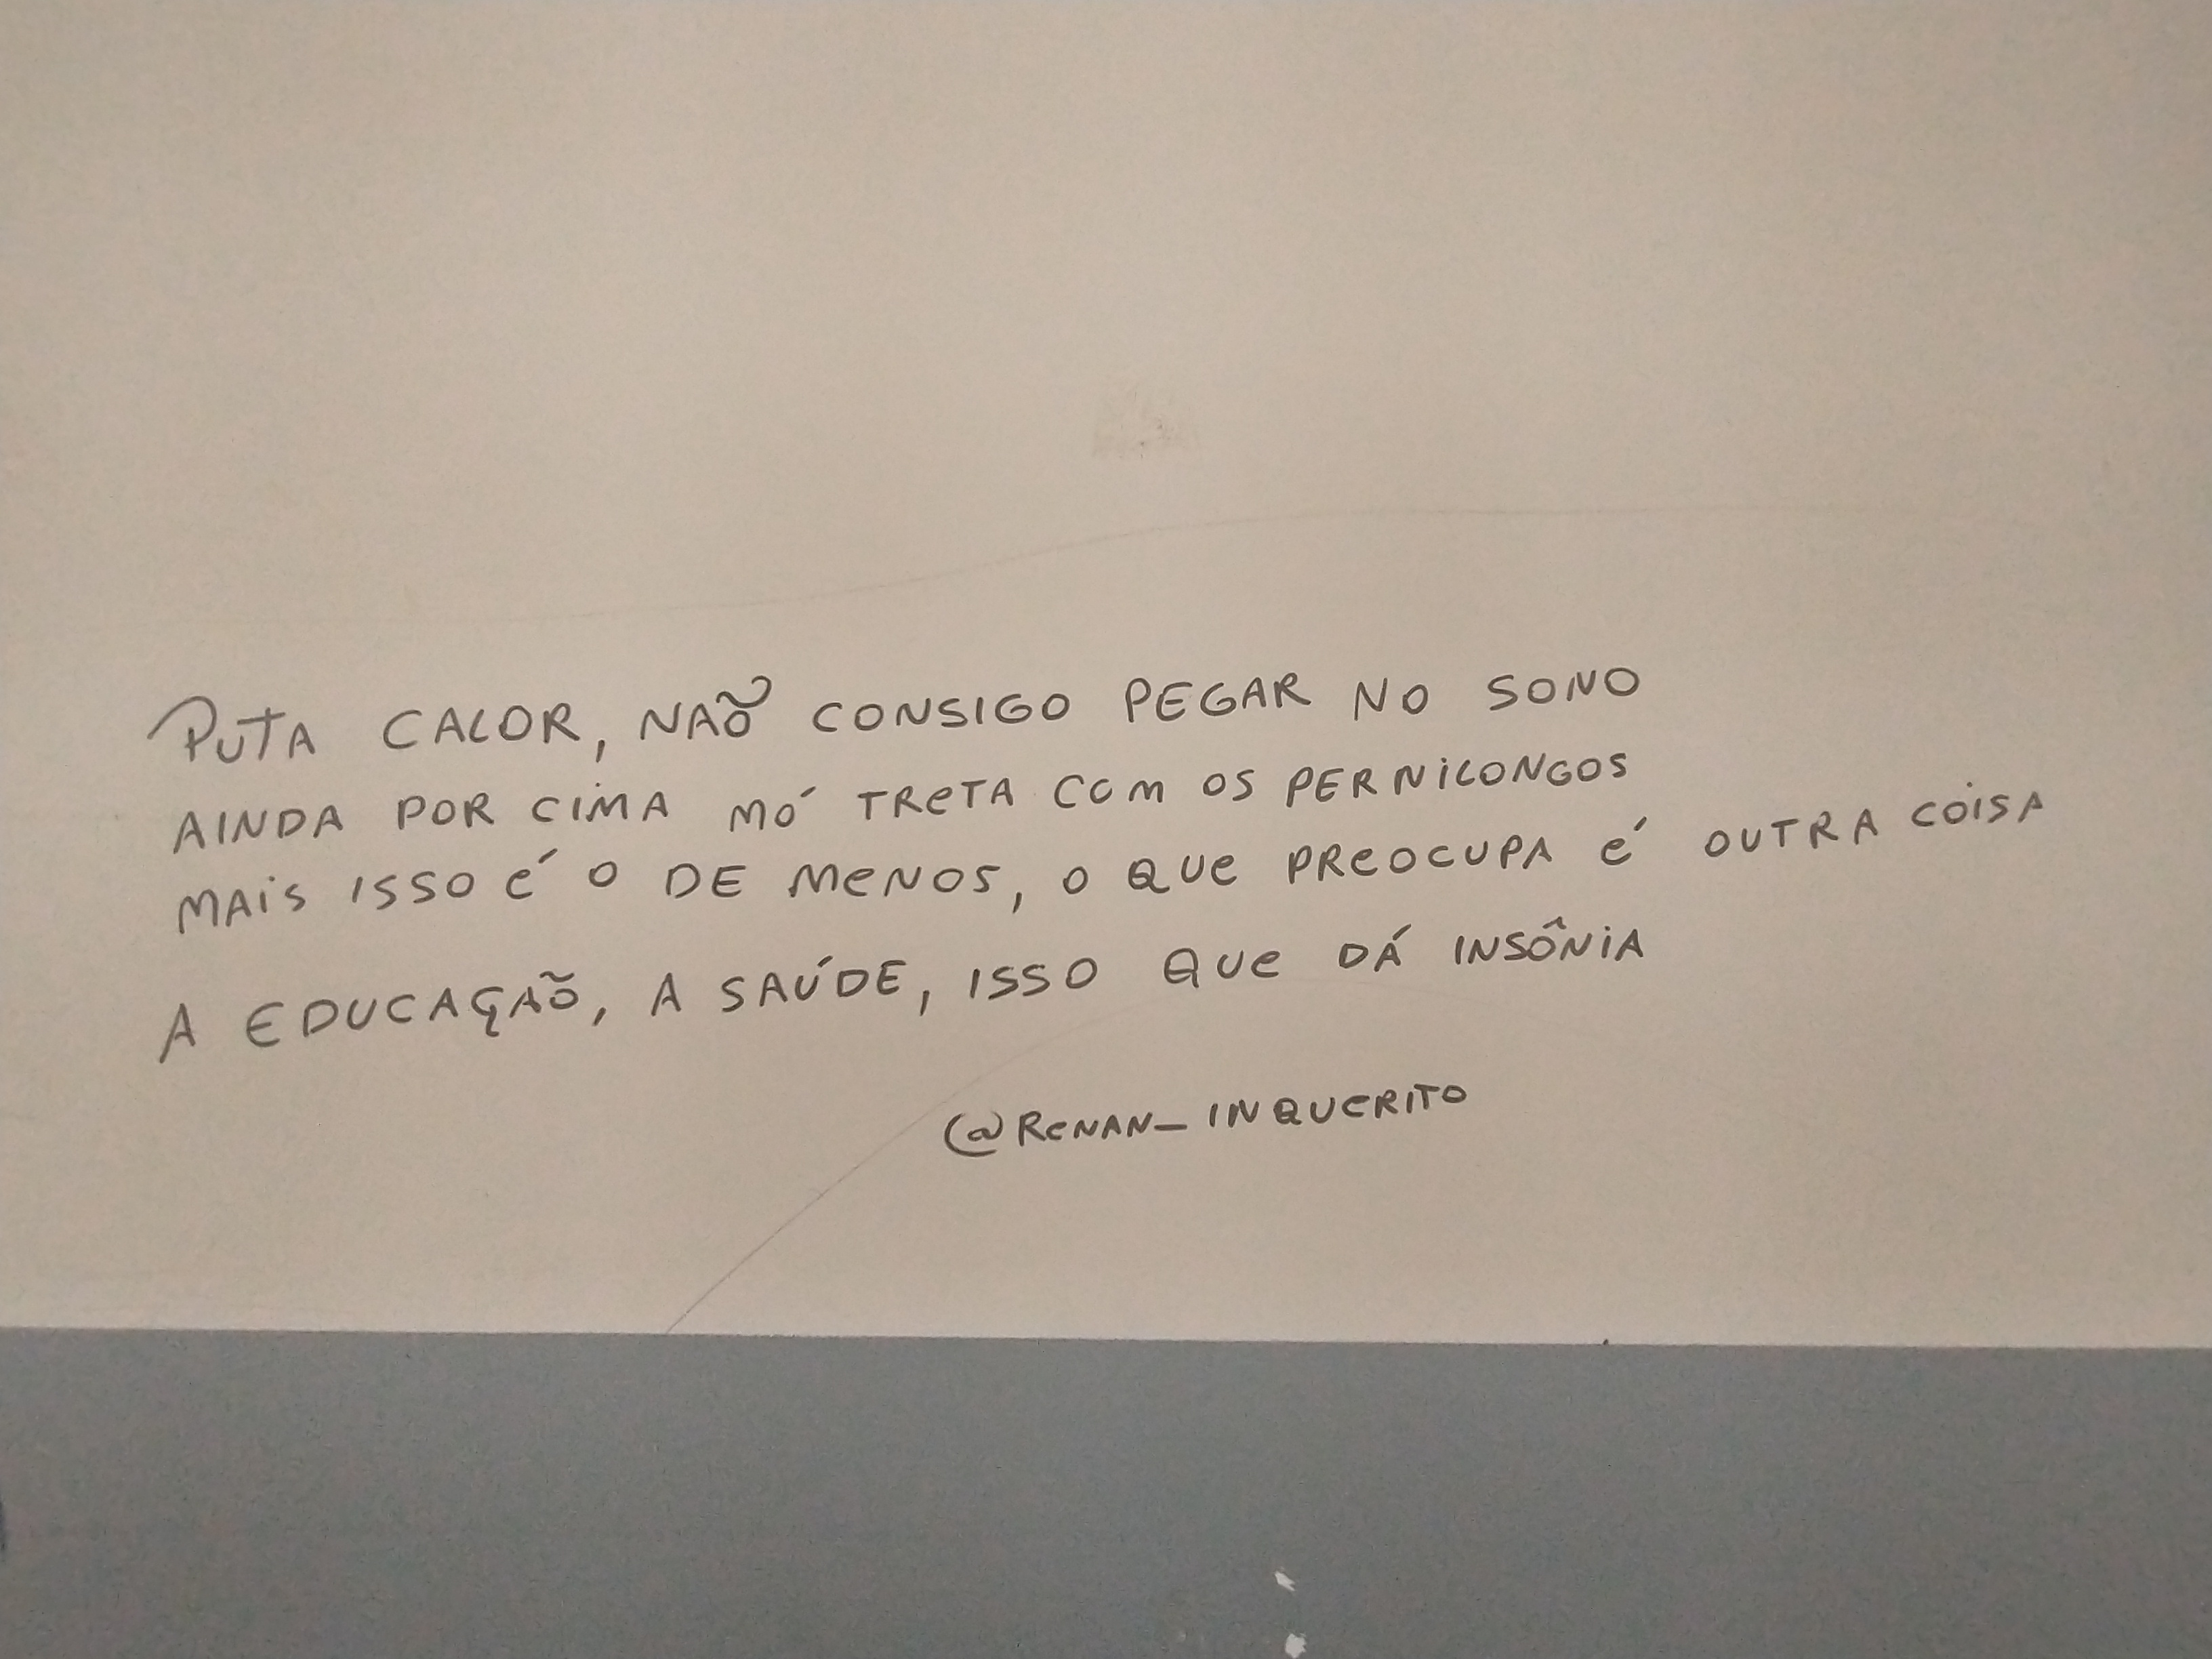 PUTA CALOR, NÃO CONSIGO PEGAR NO SONO
AINDA POR CIMA MÓ TRETA COM OS PERNILONGOS
MAIS ISSO É O DE MENOS, O QUE PREOCUPA É OUTRA COISA
A EDUCAÇÃO, A SAÚDE, ISSO QUE DÁ INSÔNIA
@RENAN_INQUERITO